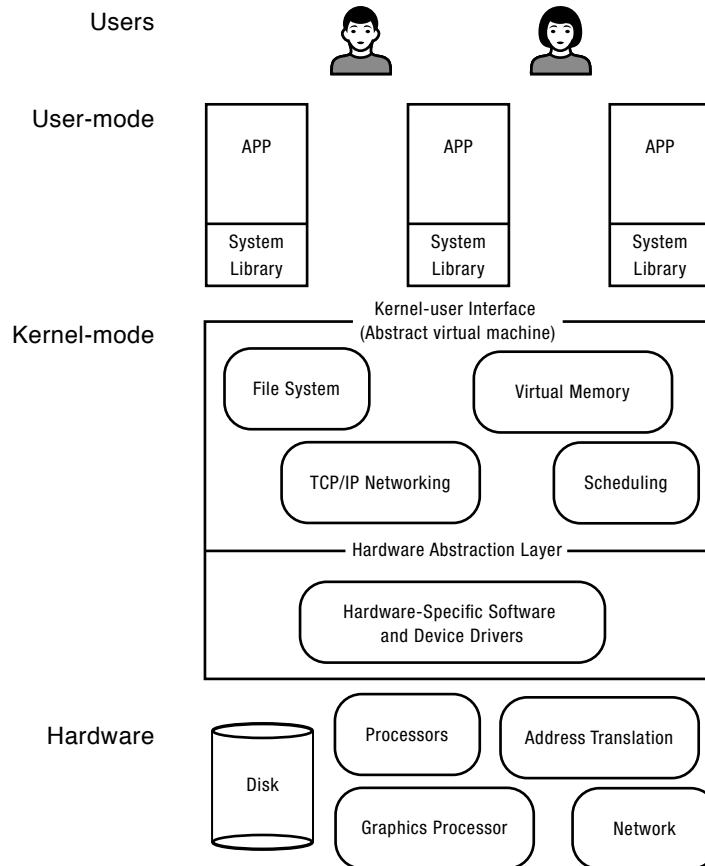 Users
User-mode
APP
APP
APP
System
Library
System
Library
System
Library
Kernel-mode
Kernel-user Interface
(Abstract virtual machine)
File System
Virtual Memory
TCP/IP Networking
Scheduling
Hardware Abstraction Layer
Hardware-Specific Software
and Device Drivers
Hardware
Disk
Processors
Address Translation
Graphics Processor
Network